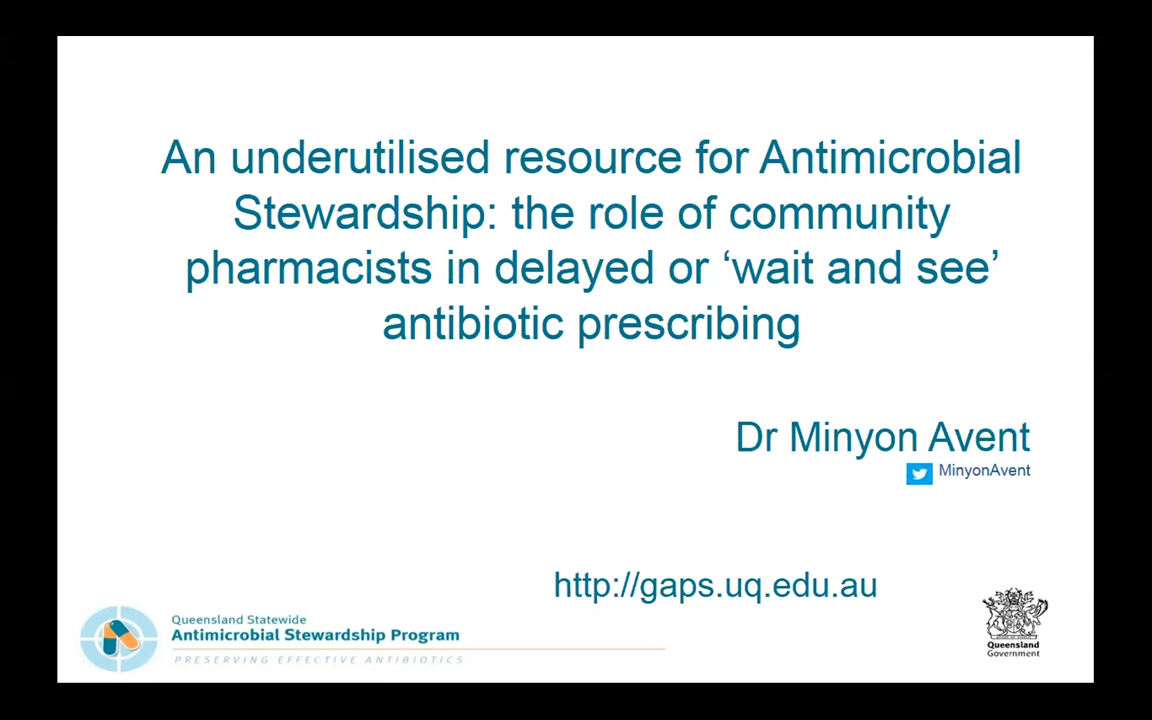 An underutilised resource for Antimicrobial
Stewardship: the role of community
pharmacists in delayed or ‘wait and see’
antibiotic prescribing
Dr Minyon Avent
MinyonAvent
http://gaps.uq.edu.au
Queensland Statewide
Antimicrobial Stewardship Program
PRESERVING EFFECTIVE ANTIBIOTICS
Queensland
Government